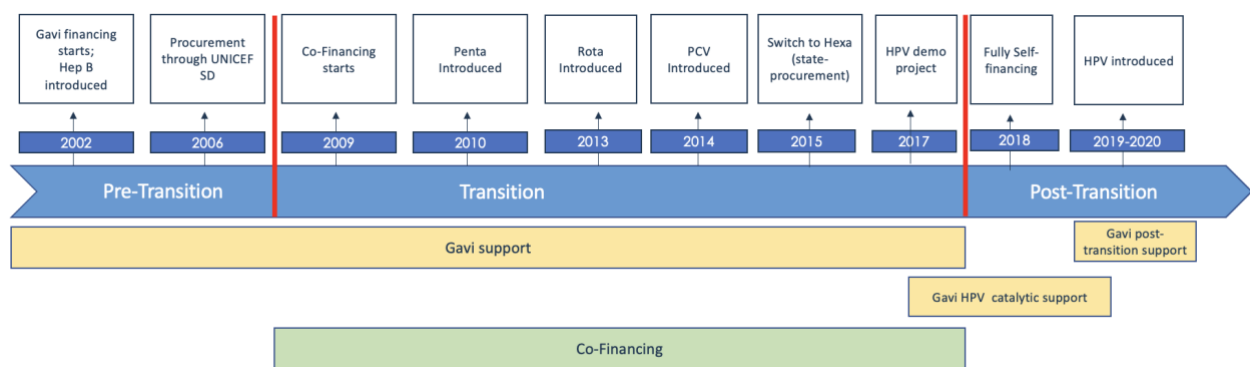 Gavi financing
starts;
Hep B
introduced
Procurement
through UNICEF
SD
Co-Financing
starts
Penta
Introduced
Rota
Introduced
PCV
Introduced
Switch to Hexa
(state-
procurement)
HPV demo
project
Fully Self-
financing
HPV introduced
2002
2006
2009
2010
2013
2014
2015
2017
2018
2019-2020
Pre-Transition
Transition
Post-Transition
Gavi support
Gavi post-
transition support
Gavi HPV catalytic support
Co-Financing